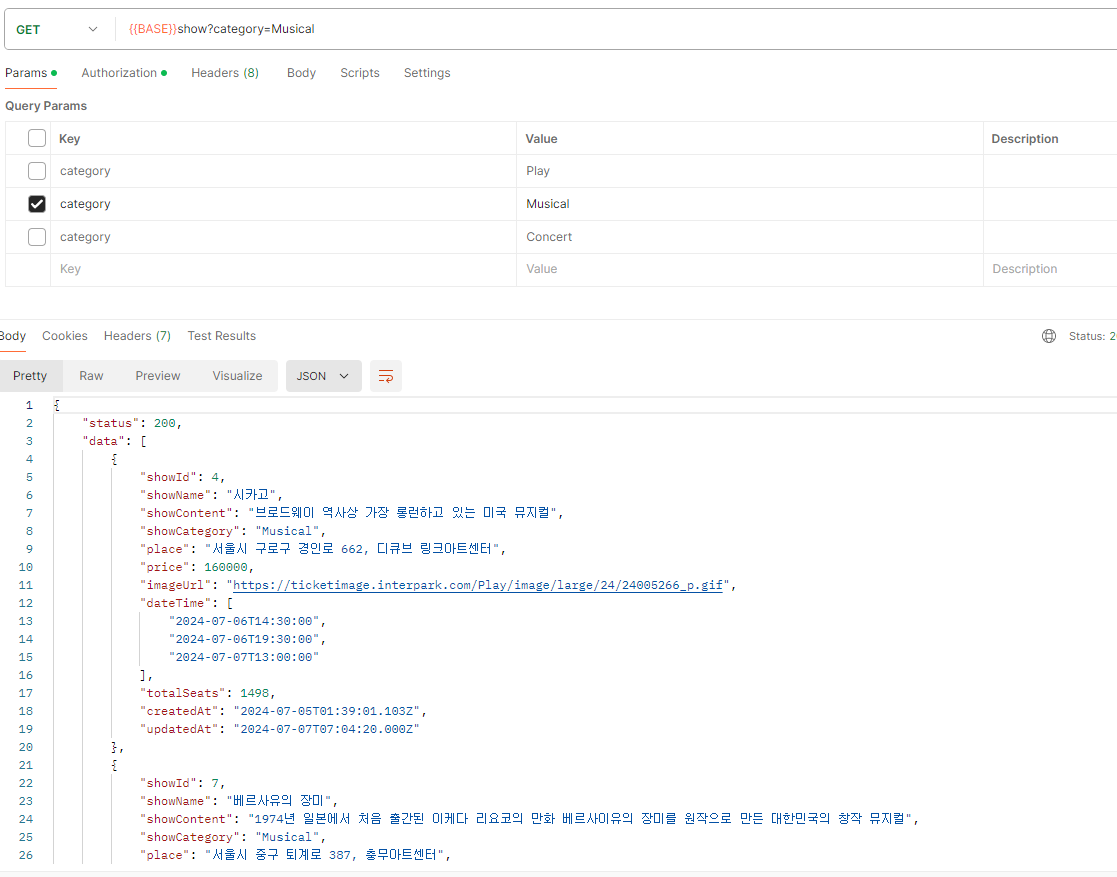 GET {{BASE}}show?category=Musical
Params Authorization Headers (8) Body Scripts Settings
Query Params
Key Value Description
category Play
category Musical
category Concert
Key Value Description
Body Cookies Headers (7) Test Results Status: 2
Pretty Raw Preview Visualize JSON
1 {
2 "status": 200,
3 "data": [
4 {
5 "showId": 4,
6 "showName": "시카고",
7 "showContent": "브로드웨이 역사상 가장 롱런하고 있는 미국 뮤지컬",
8 "showCategory": "Musical",
9 "place": "서울시 구로구 경인로 662, 디큐브 링크아트센터",
10 "price": 160000,
11 "imageUrl": "https://ticketimage.interpark.com/Play/image/large/24/24005266_p.gif",
12 "dateTime": [
13 "2024-07-06T14:30:00",
14 "2024-07-06T19:30:00",
15 "2024-07-07T13:00:00"
16 ],
17 "totalSeats": 1498,
18 "createdAt": "2024-07-05T01:39:01.103Z",
19 "updatedAt": "2024-07-07T07:04:20.000Z"
20 },
21 {
22 "showId": 7,
23 "showName": "베르사유의 장미",
24 "showContent": "1974년 일본에서 처음 출간된 이케다 리요코의 만화 베르사이유의 장미를 원작으로 만든 대한민국의 창작 뮤지컬",
25 "showCategory": "Musical",
26 "place": "서울시 중구 퇴계로 387, 충무아트센터",